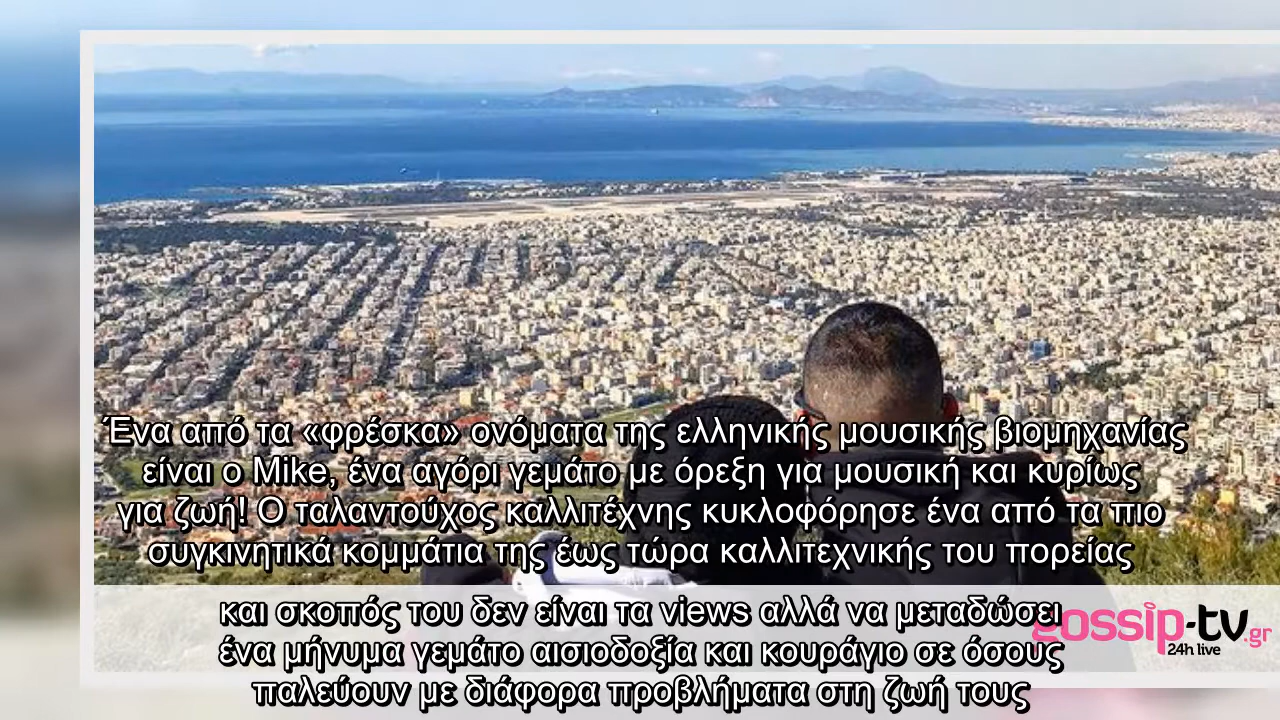 Ένα από τα «φρέσκα» ονόματα της ελληνικής μουσικής βιομηχανίας
είναι ο Mike, ένα αγόρι γεμάτο με όρεξη για μουσική και κυρίως
για ζωή! Ο ταλαντούχος καλλιτέχνης κυκλοφόρησε ένα από τα πιο
συγκινητικά κομμάτια της έως τώρα καλλιτεχνικής του πορείας
και σκοπός του δεν είναι τα views αλλά να μεταδώσει
ένα μήνυμα γεμάτο αισιοδοξία και κουράγιο σε όσους
παλεύουν με διάφορα προβλήματα στη ζωή τους
gossip-tv.gr
24h live